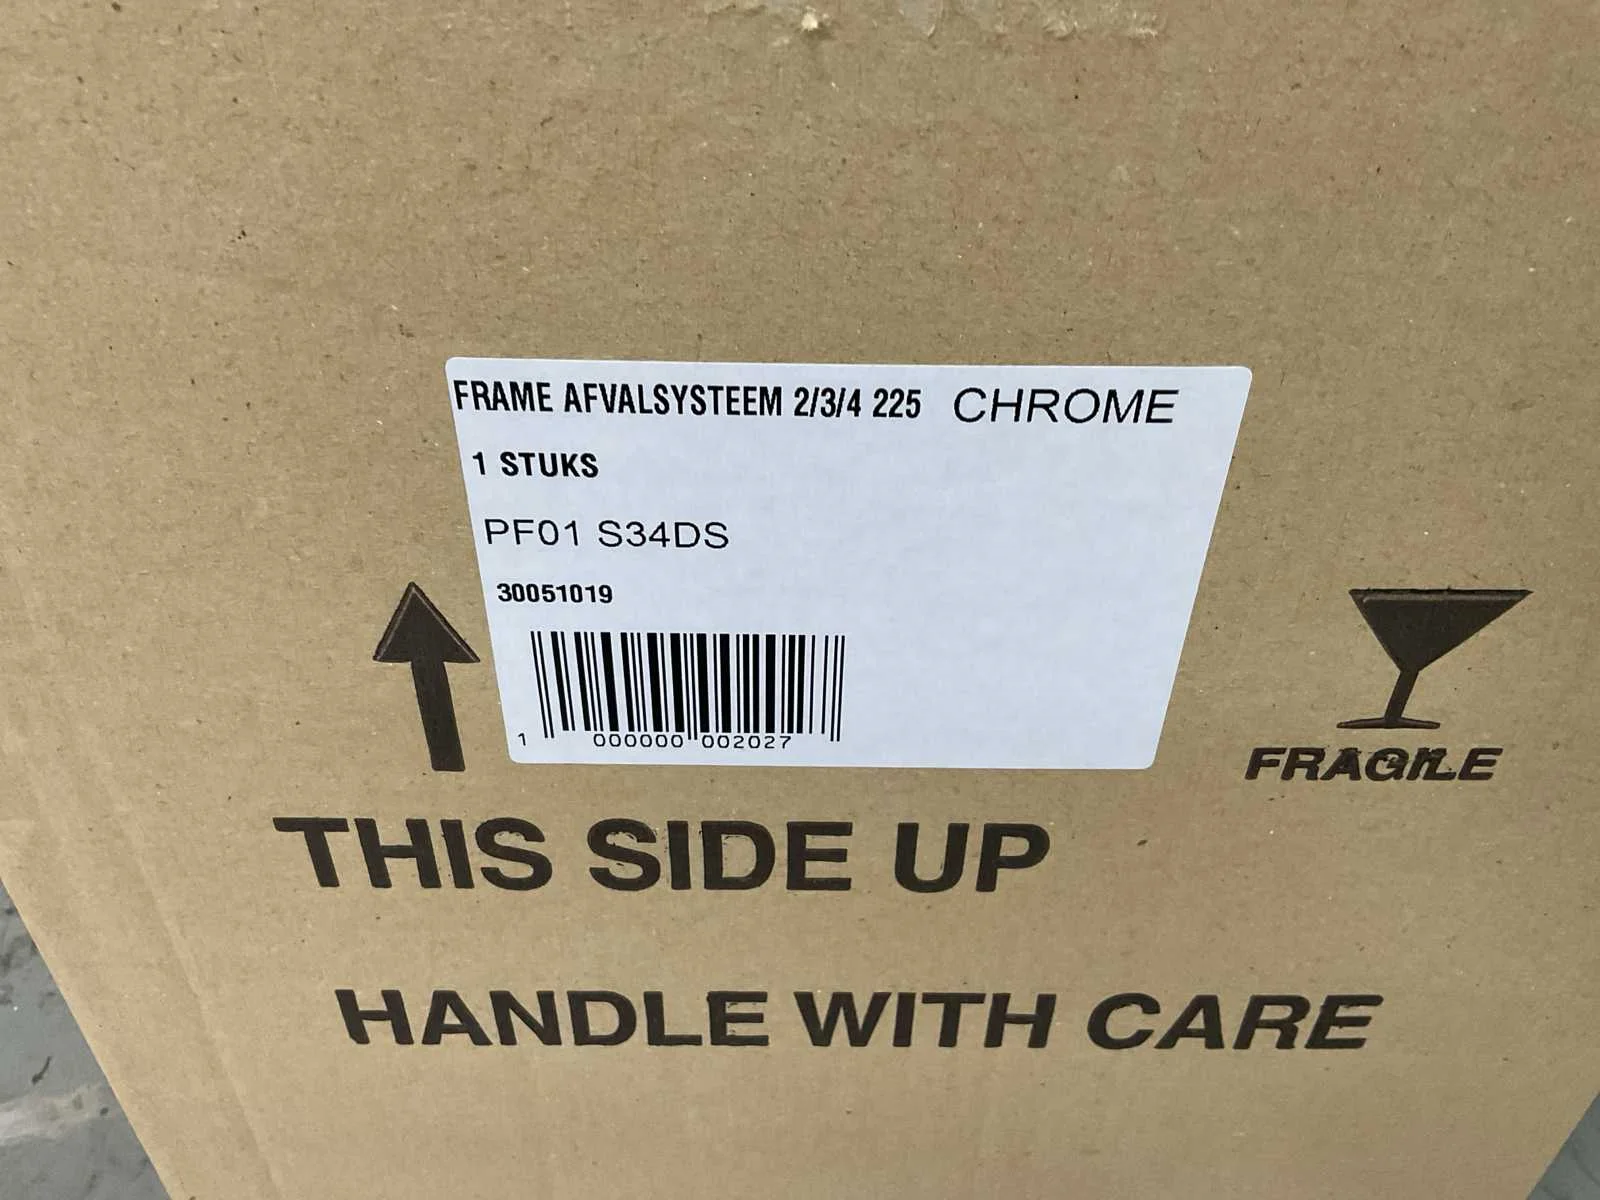 FRAME AFVALSYSTEEM 2/3/4 225 CHROME
1 STUKS
PF01 S34DS
30051019
1 000000 002027
FRAGILE
THIS SIDE UP
HANDLE WITH CARE